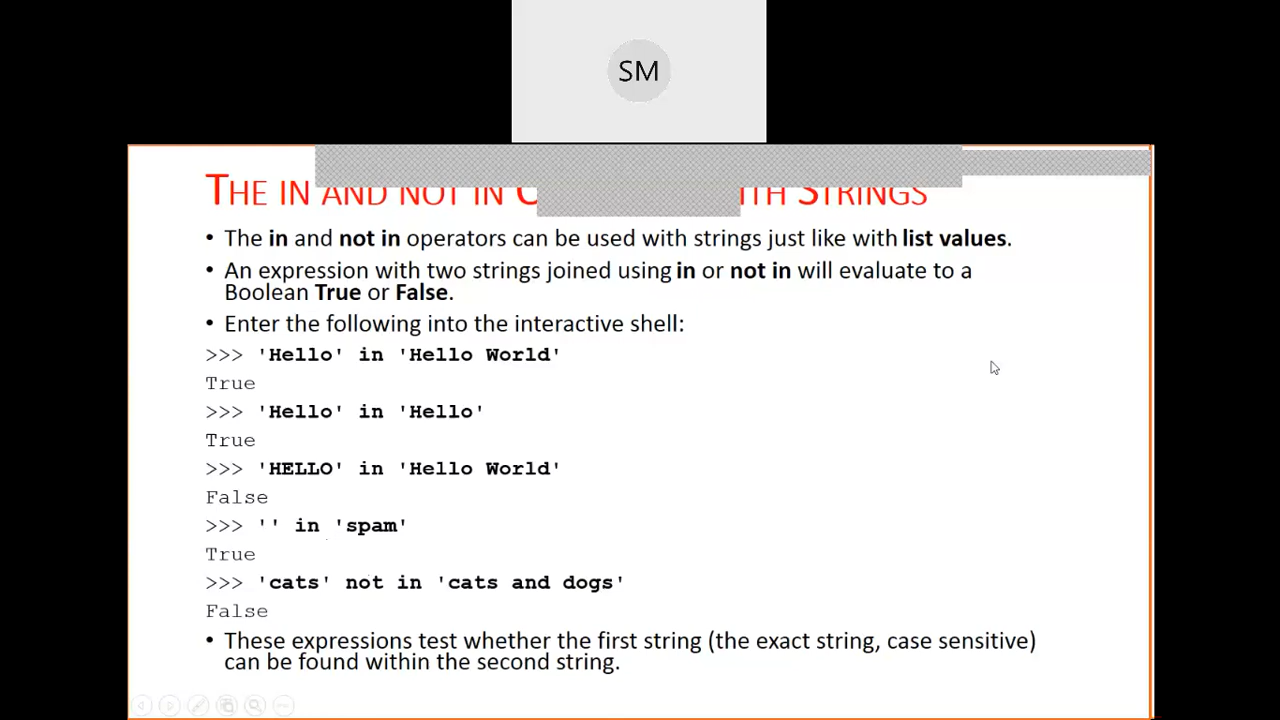 SM
THE IN AND NOT IN WITH STRINGS
• The in and not in operators can be used with strings just like with list values.
• An expression with two strings joined using in or not in will evaluate to a
Boolean True or False.
• Enter the following into the interactive shell:
>>> 'Hello' in 'Hello World'
True
>>> 'Hello' in 'Hello'
True
>>> 'HELLO' in 'Hello World'
False
>>> '' in 'spam'
True
>>> 'cats' not in 'cats and dogs'
False
• These expressions test whether the first string (the exact string, case sensitive)
can be found within the second string.